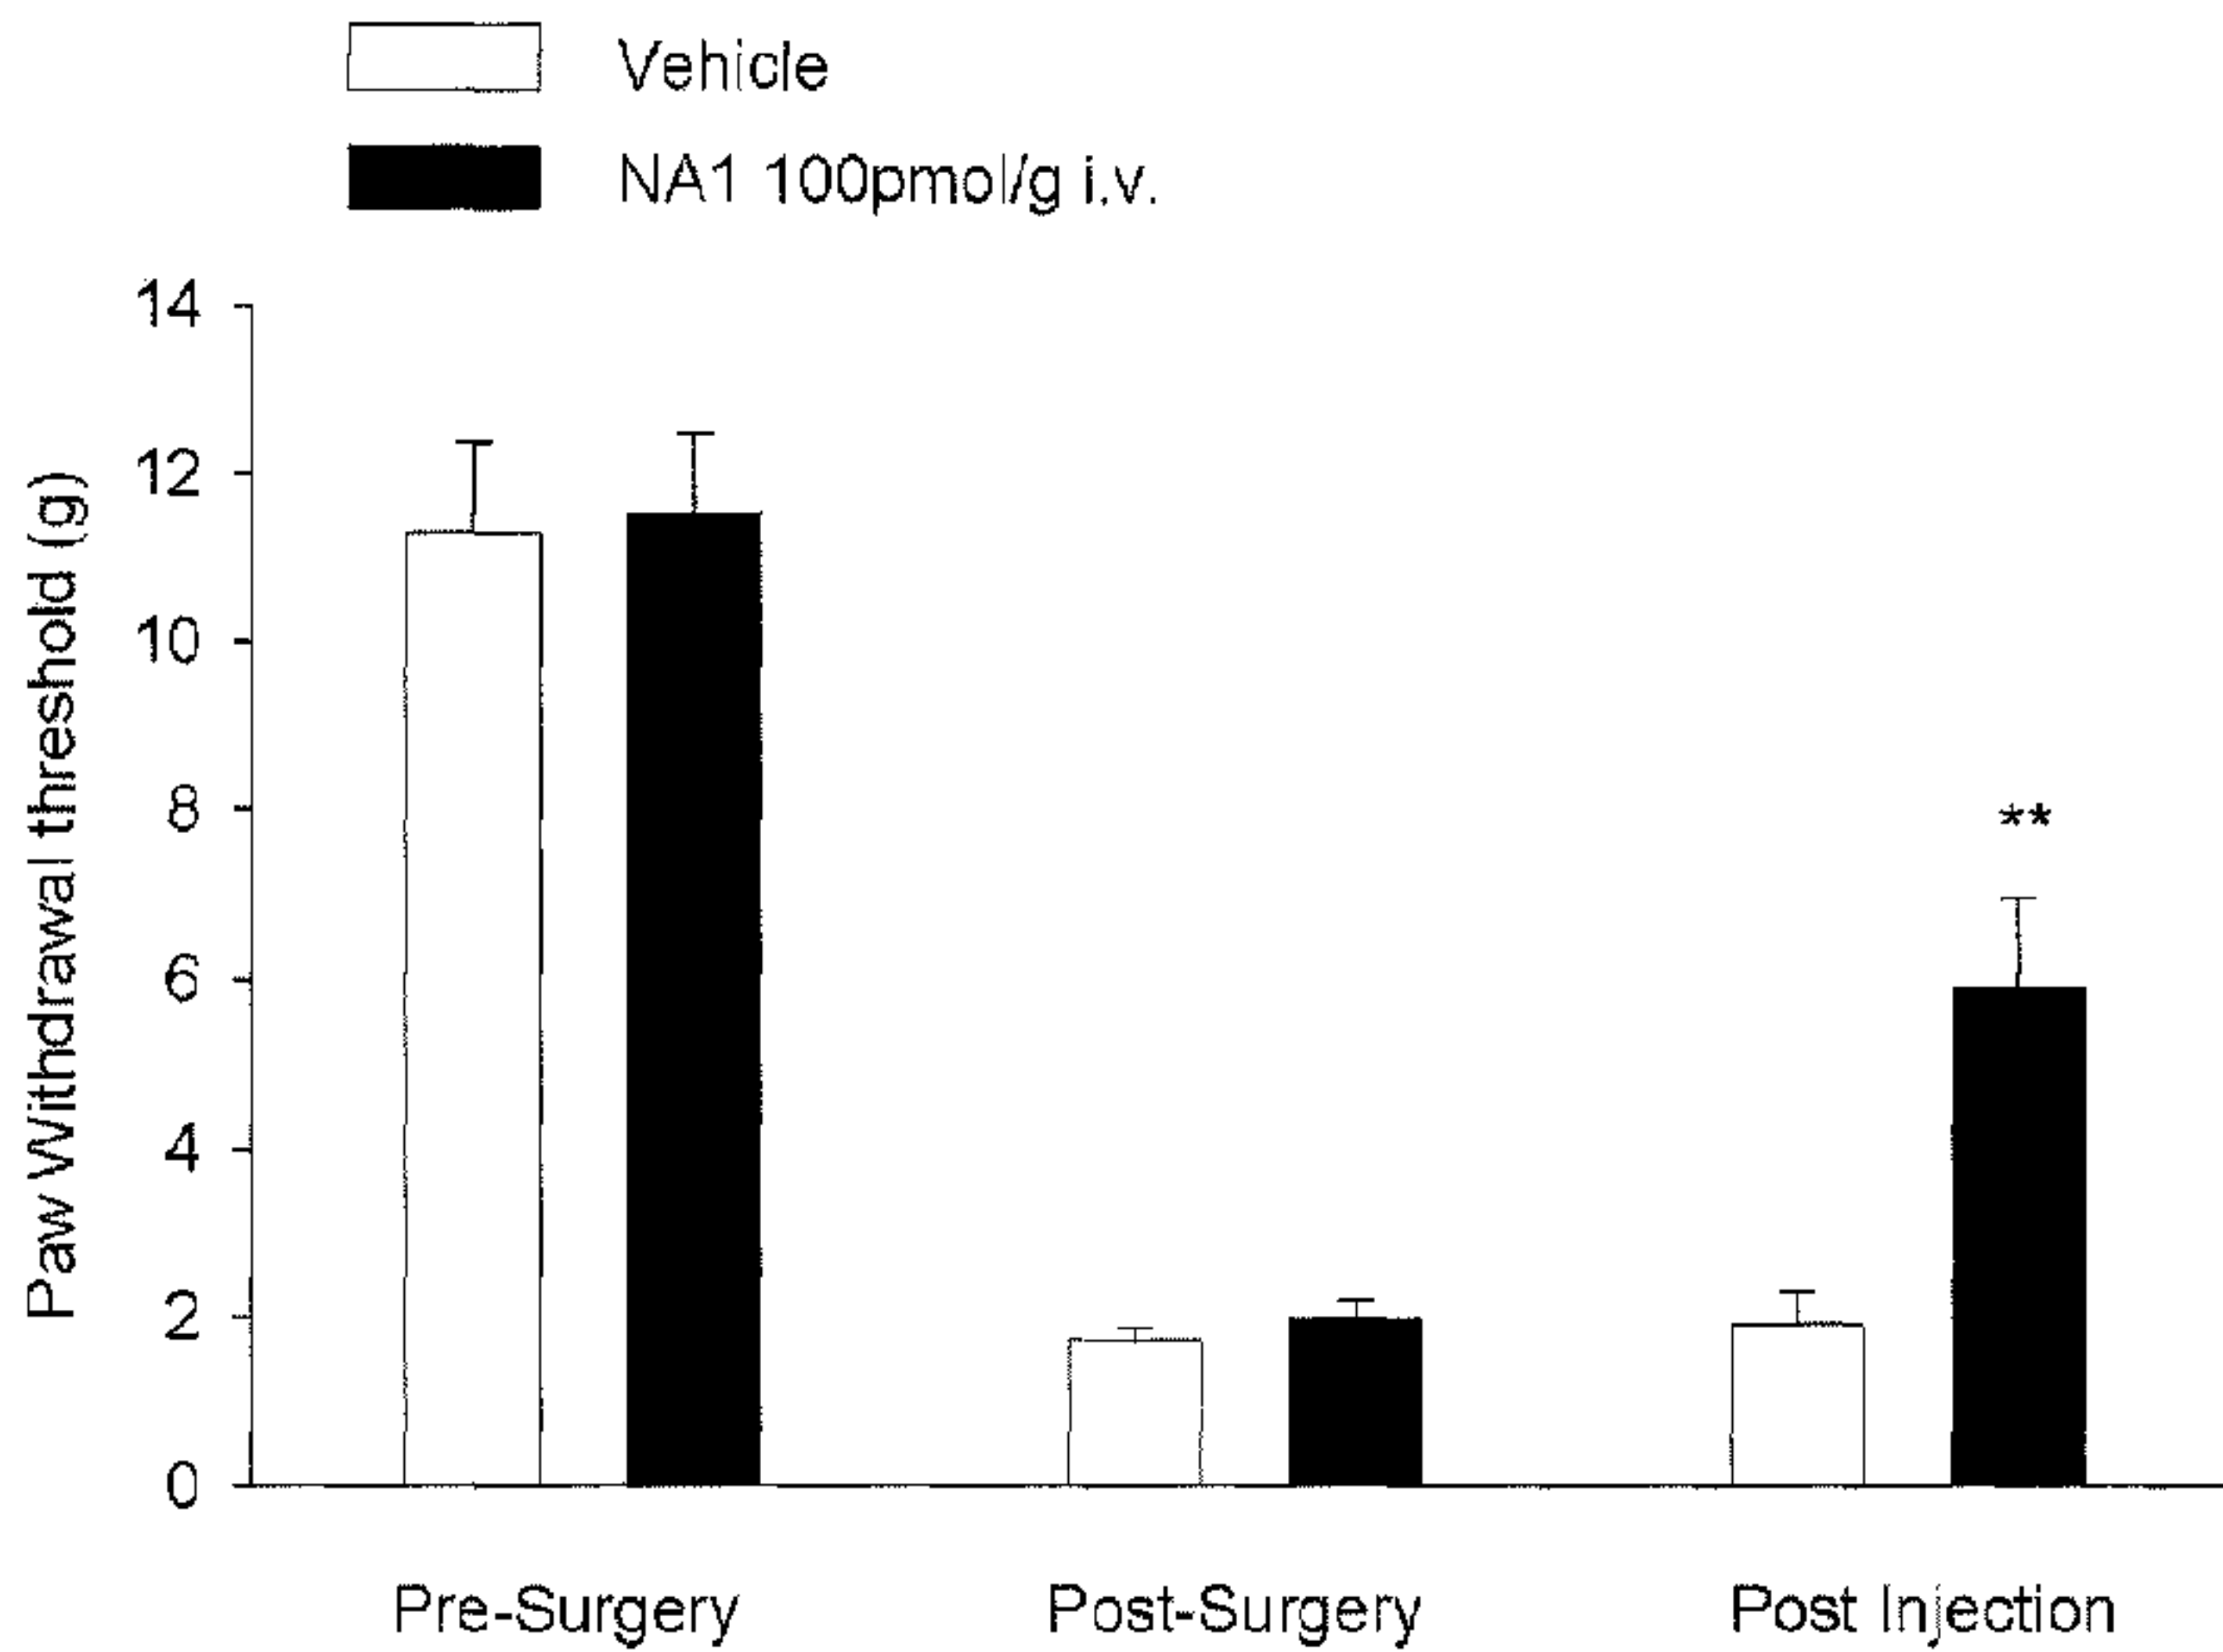 Vehicle
NA1 100pmol/g i.v.
Paw Withdrawal threshold (g)
14
12
10
8
6
4
2
0
**
Pre-Surgery
Post-Surgery
Post Injection